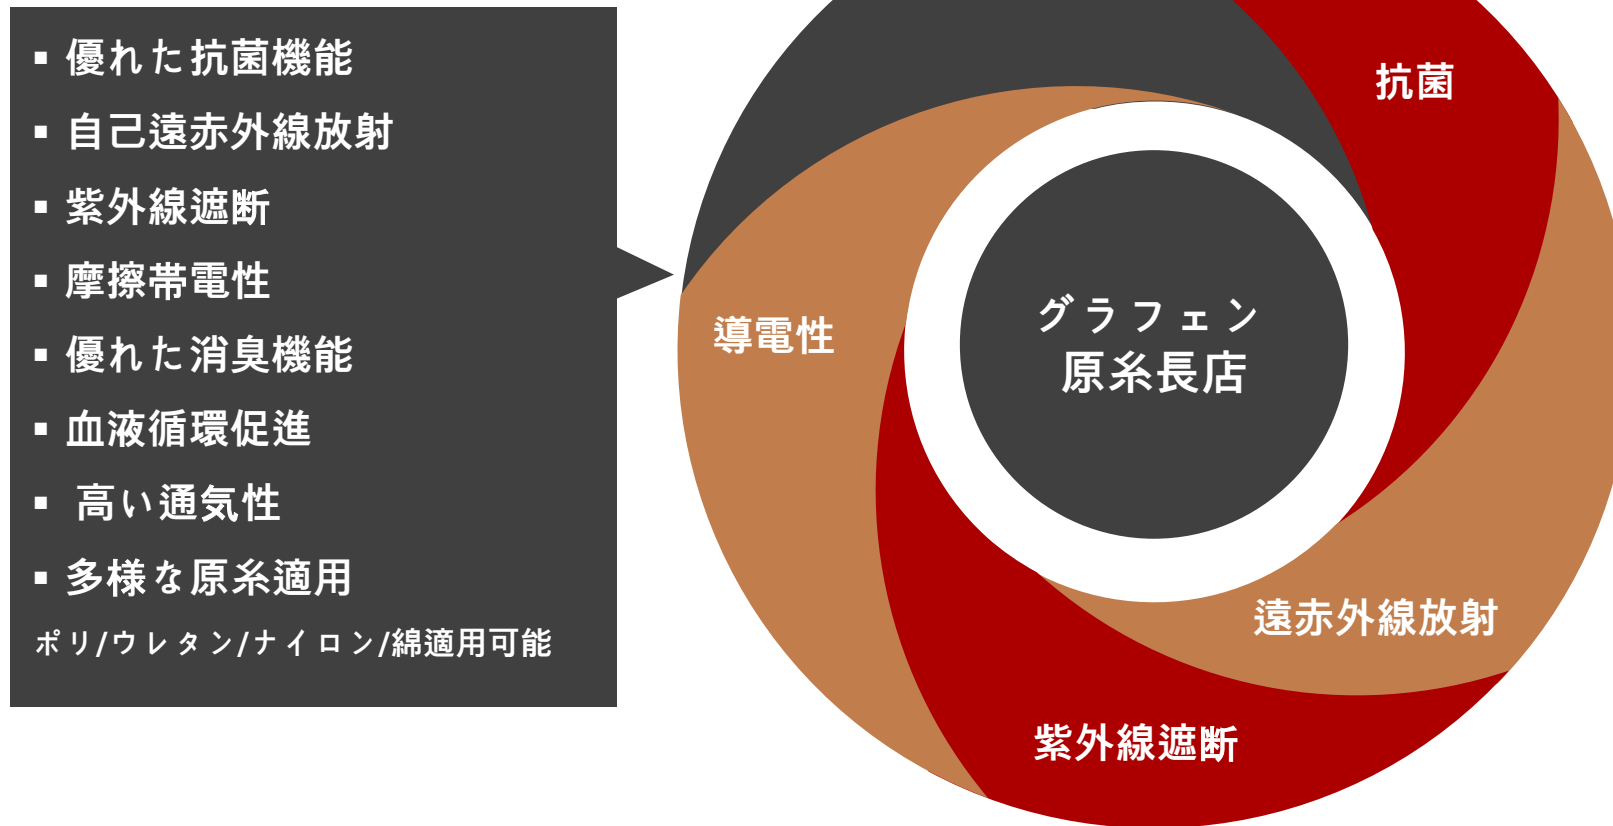 ▪ 優れた抗菌機能
▪ 自己遠赤外線放射
▪ 紫外線遮断
▪ 摩擦帯電性
▪ 優れた消臭機能
▪ 血液循環促進
▪ 高い通気性
▪ 多様な原糸適用
ポリ/ウレタン/ナイロン/綿適用可能
抗菌
導電性
グラフェン
原糸長店
遠赤外線放射
紫外線遮断